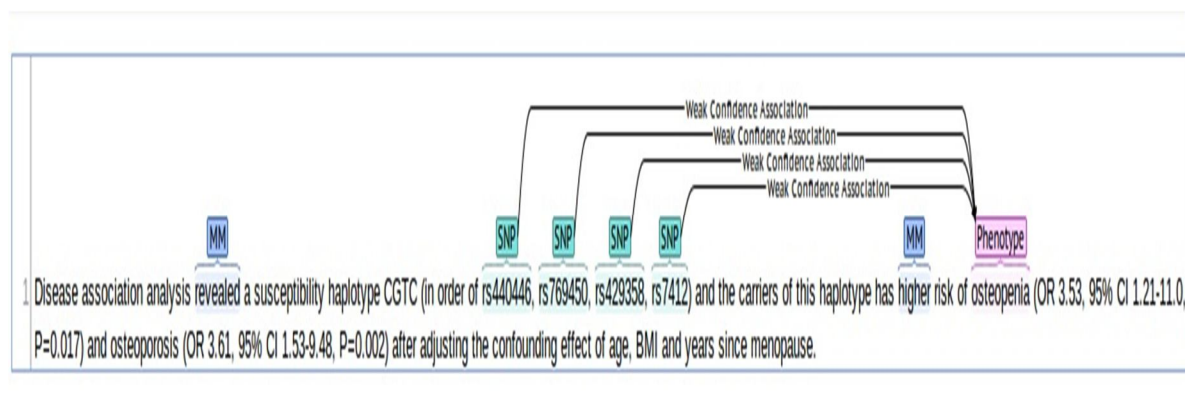 Weak Confidence Association
Weak Confidence Association
Weak Confidence Association
Weak Confidence Association
MM SNP SNP SNP SNP MM Phenotype
1 Disease association analysis revealed a susceptibility haplotype CGTC (in order of rs440446, rs769450, rs429358, rs7412) and the carriers of this haplotype has higher risk of osteopenia (OR 3.53, 95% CI 1.21-11.0,
P=0.017) and osteoporosis (OR 3.61, 95% CI 1.53-9.48, P=0.002) after adjusting the confounding effect of age, BMI and years since menopause.